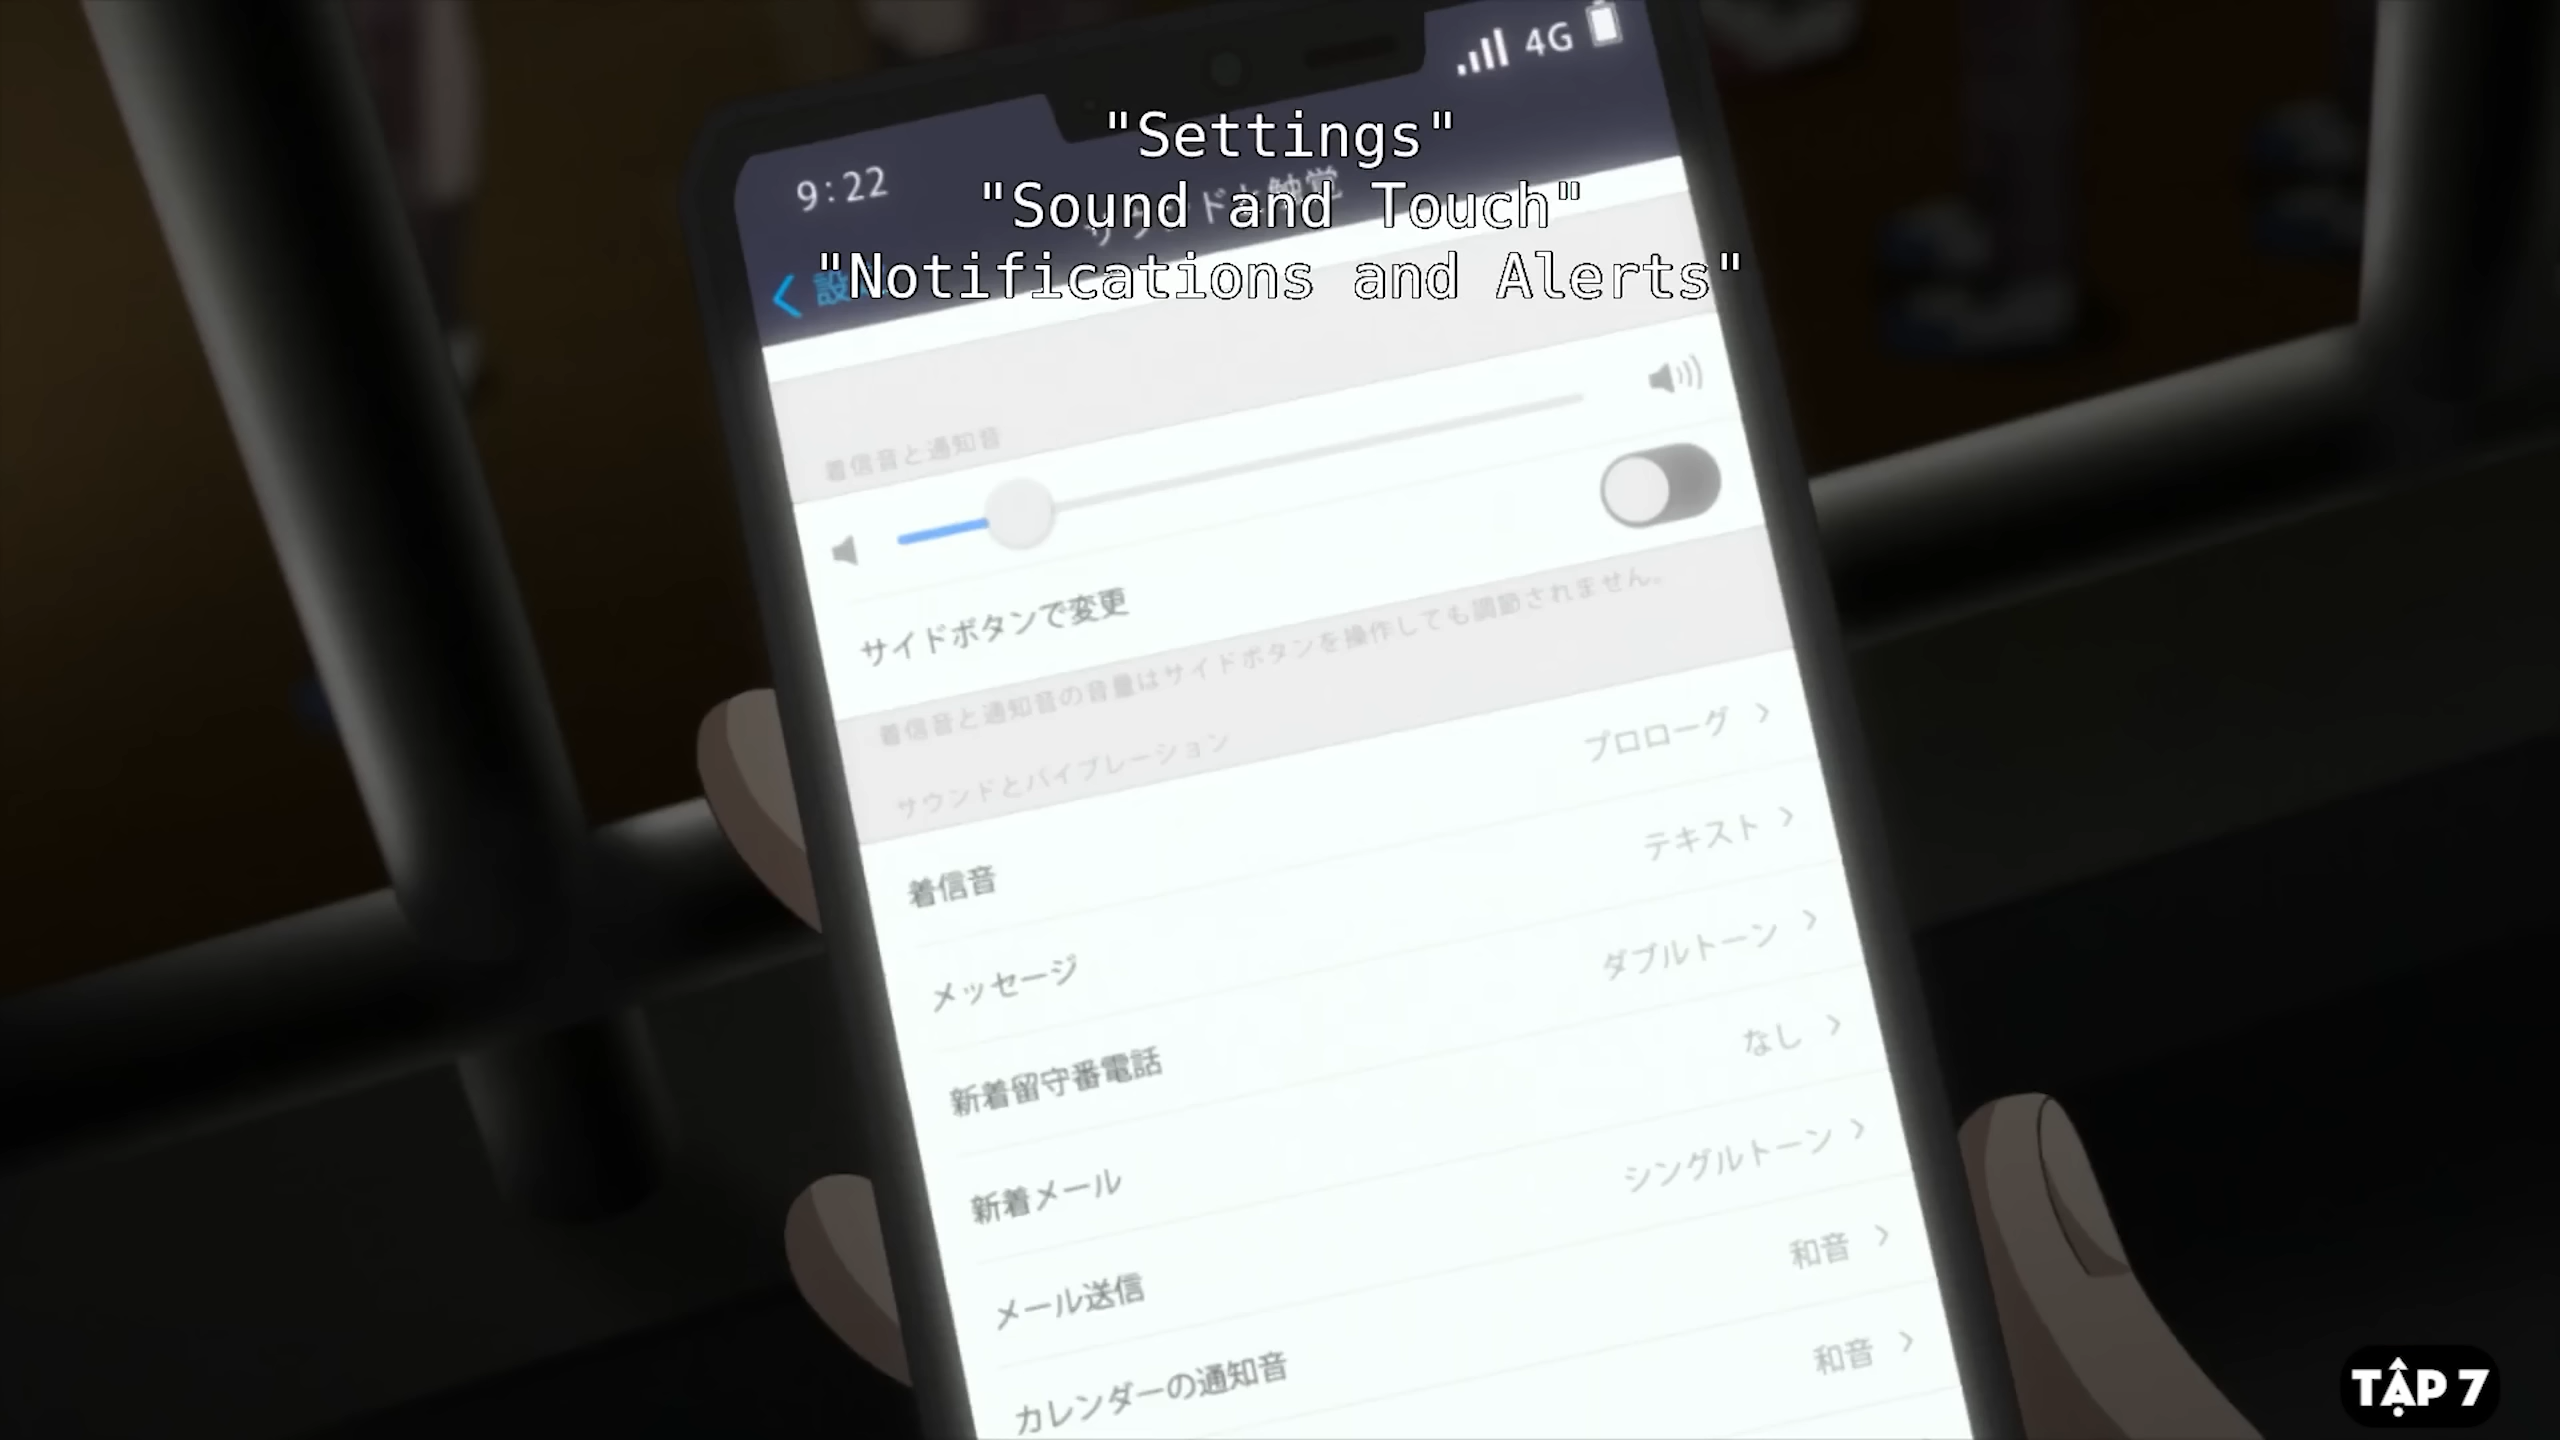 4G
9:22
"Settings"
"Sound and Touch"
"Notifications and Alerts"
着信音と通知音
サイドボタンで変更
着信音と通知音の音量はサイドボタンを操作しても調節されません。
サウンドとバイブレーション
着信音 プロローグ
メッセージ テキスト
新着留守番電話 ダブルトーン
新着メール なし
メール送信 シングルトーン
カレンダーの通知音 和音
和音
TẬP 7